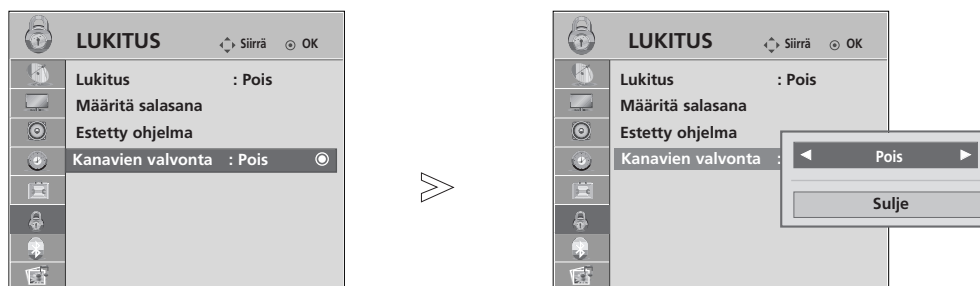 LUKITUS Siirrä OK
Lukitus : Pois
Määritä salasana
Estetty ohjelma
Kanavien valvonta : Pois
LUKITUS Siirrä OK
Lukitus : Pois
Määritä salasana
Estetty ohjelma
Kanavien valvonta :
Pois
Sulje